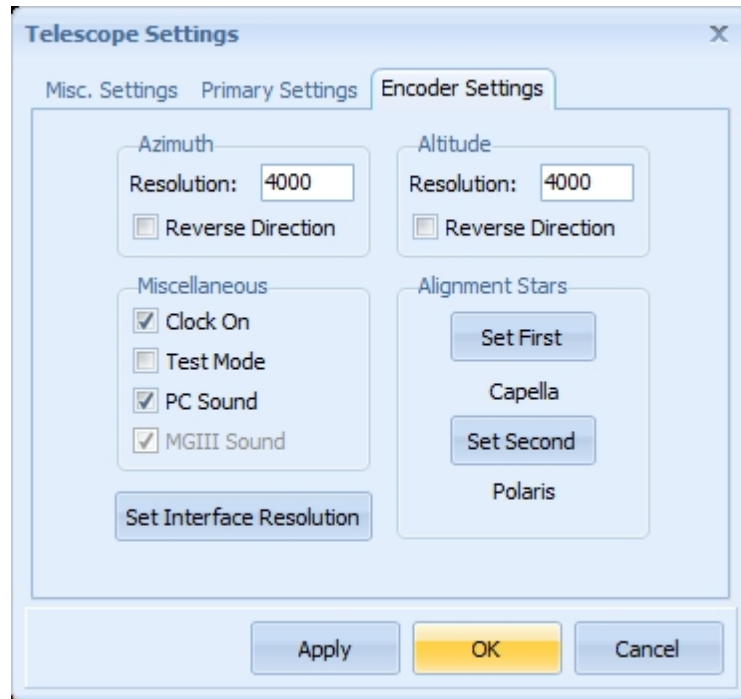 Telescope Settings
Misc. Settings Primary Settings Encoder Settings
Azimuth
Resolution: 4000
Reverse Direction
Altitude
Resolution: 4000
Reverse Direction
Miscellaneous
Clock On
Test Mode
PC Sound
MGIII Sound
Set Interface Resolution
Alignment Stars
Set First
Capella
Set Second
Polaris
Apply OK Cancel